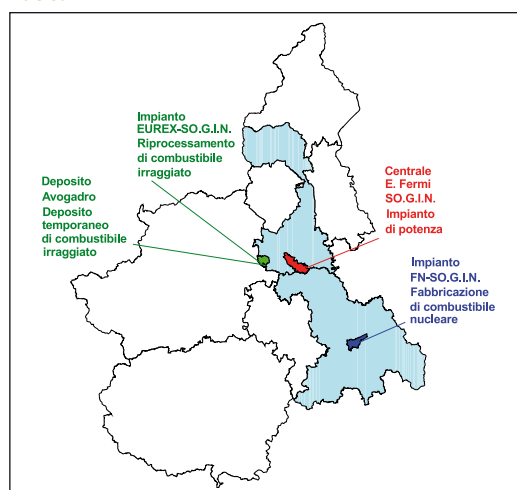 Impianto
EUREX-SO.G.I.N.
Riprocessamento
di combustibile
irraggiato
Deposito
Avogadro
Deposito
temporaneo
di combustibile
irraggiato
Centrale
E. Fermi
SO.G.I.N.
Impianto
di potenza
Impianto
FN-SO.G.I.N.
Fabbricazione
di combustibile
nucleare